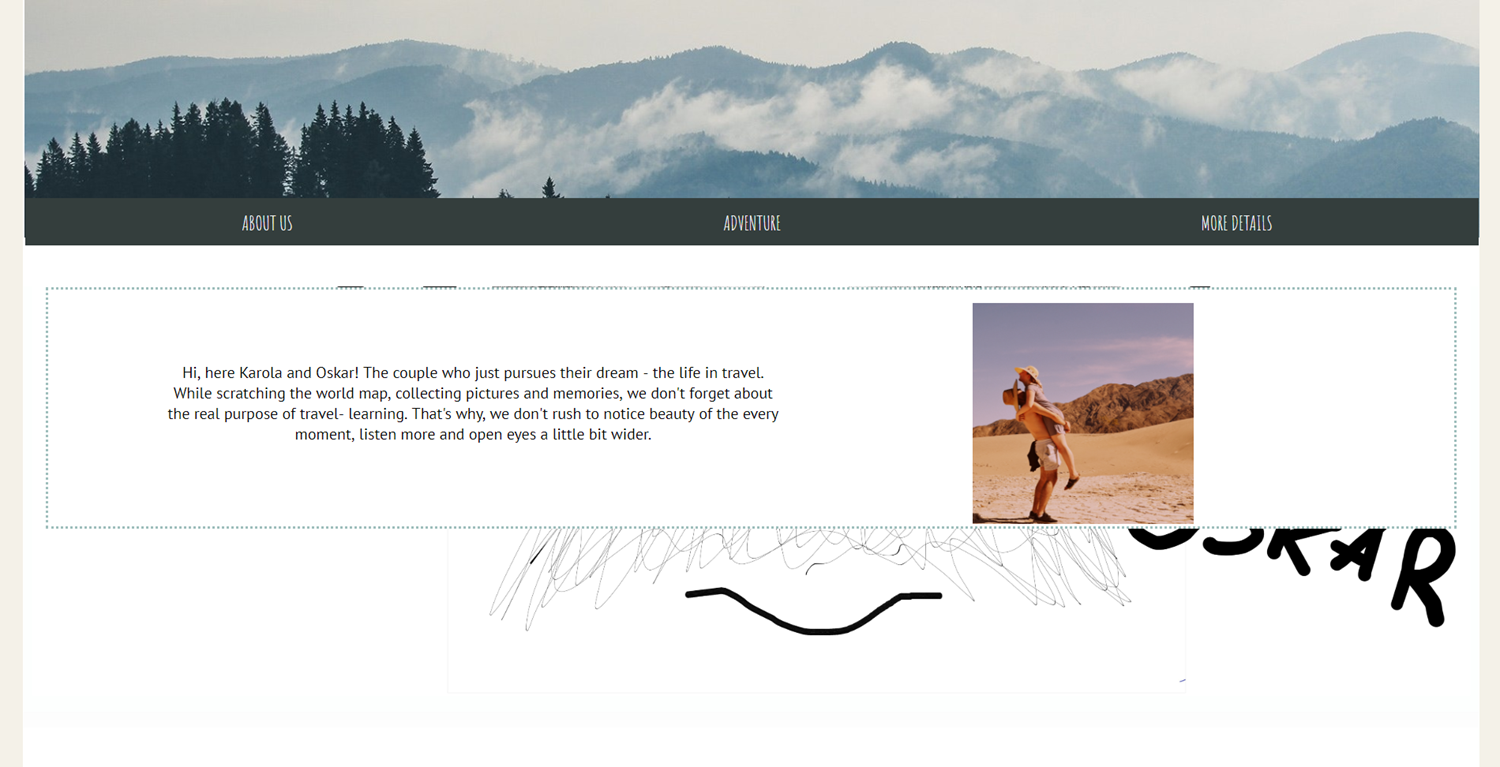 ABOUT US
ADVENTURE
MORE DETAILS
Hi, here Karola and Oskar! The couple who just pursues their dream - the life in travel.
While scratching the world map, collecting pictures and memories, we don't forget about
the real purpose of travel- learning. That's why, we don't rush to notice beauty of the every
moment, listen more and open eyes a little bit wider.
OSKAR